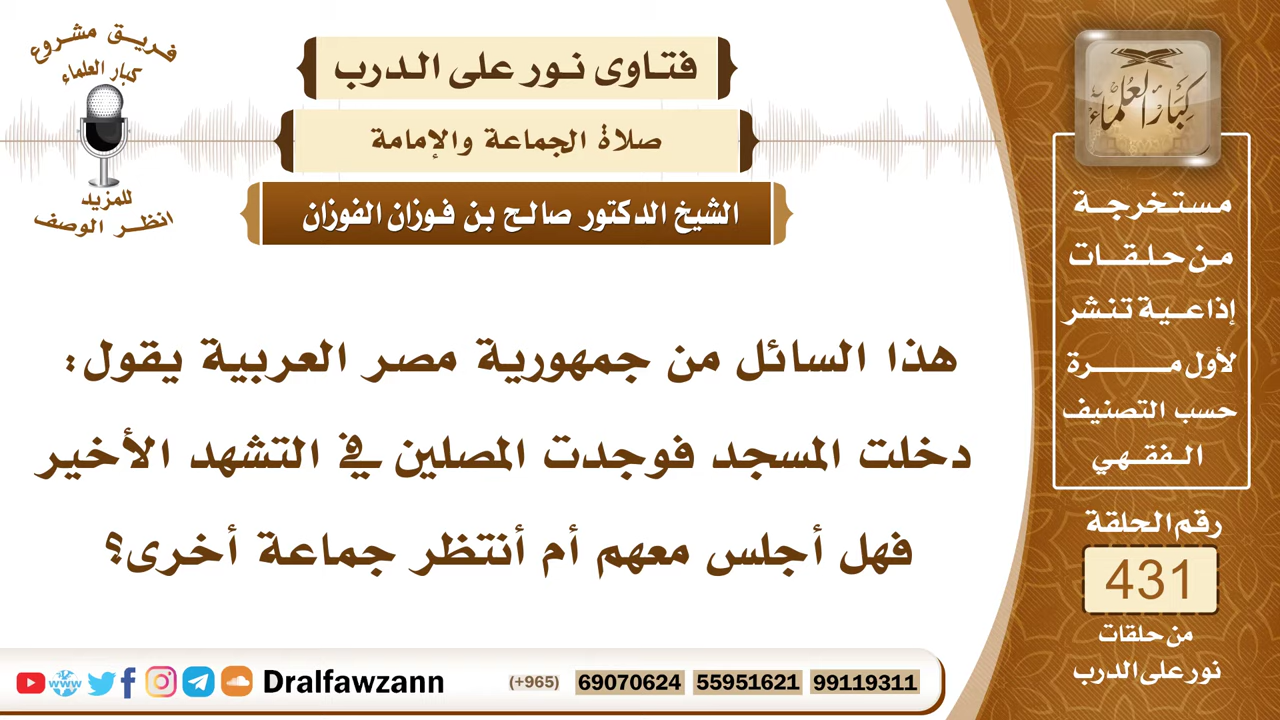 فريق مشروع
كبار العلماء
للمزيد
انظر الوصف
فتاوى نور على الدرب
صلاة الجماعة والإمامة
الشيخ الدكتور صالح بن فوزان الفوزان
هذا السائل من جمهورية مصر العربية يقول:
دخلت المسجد فوجدت المصلين في التشهد الأخير
فهل أجلس معهم أم أنتظر جماعة أخرى؟
كبار العلماء
مستخرجة
من حلقات
إذاعية تنشر
لأول مرة
حسب التصنيف
الفقهي
رقم الحلقة
431
من حلقات
نور على الدرب
www Dralfawzann (+965) 69070624 55951621 99119311